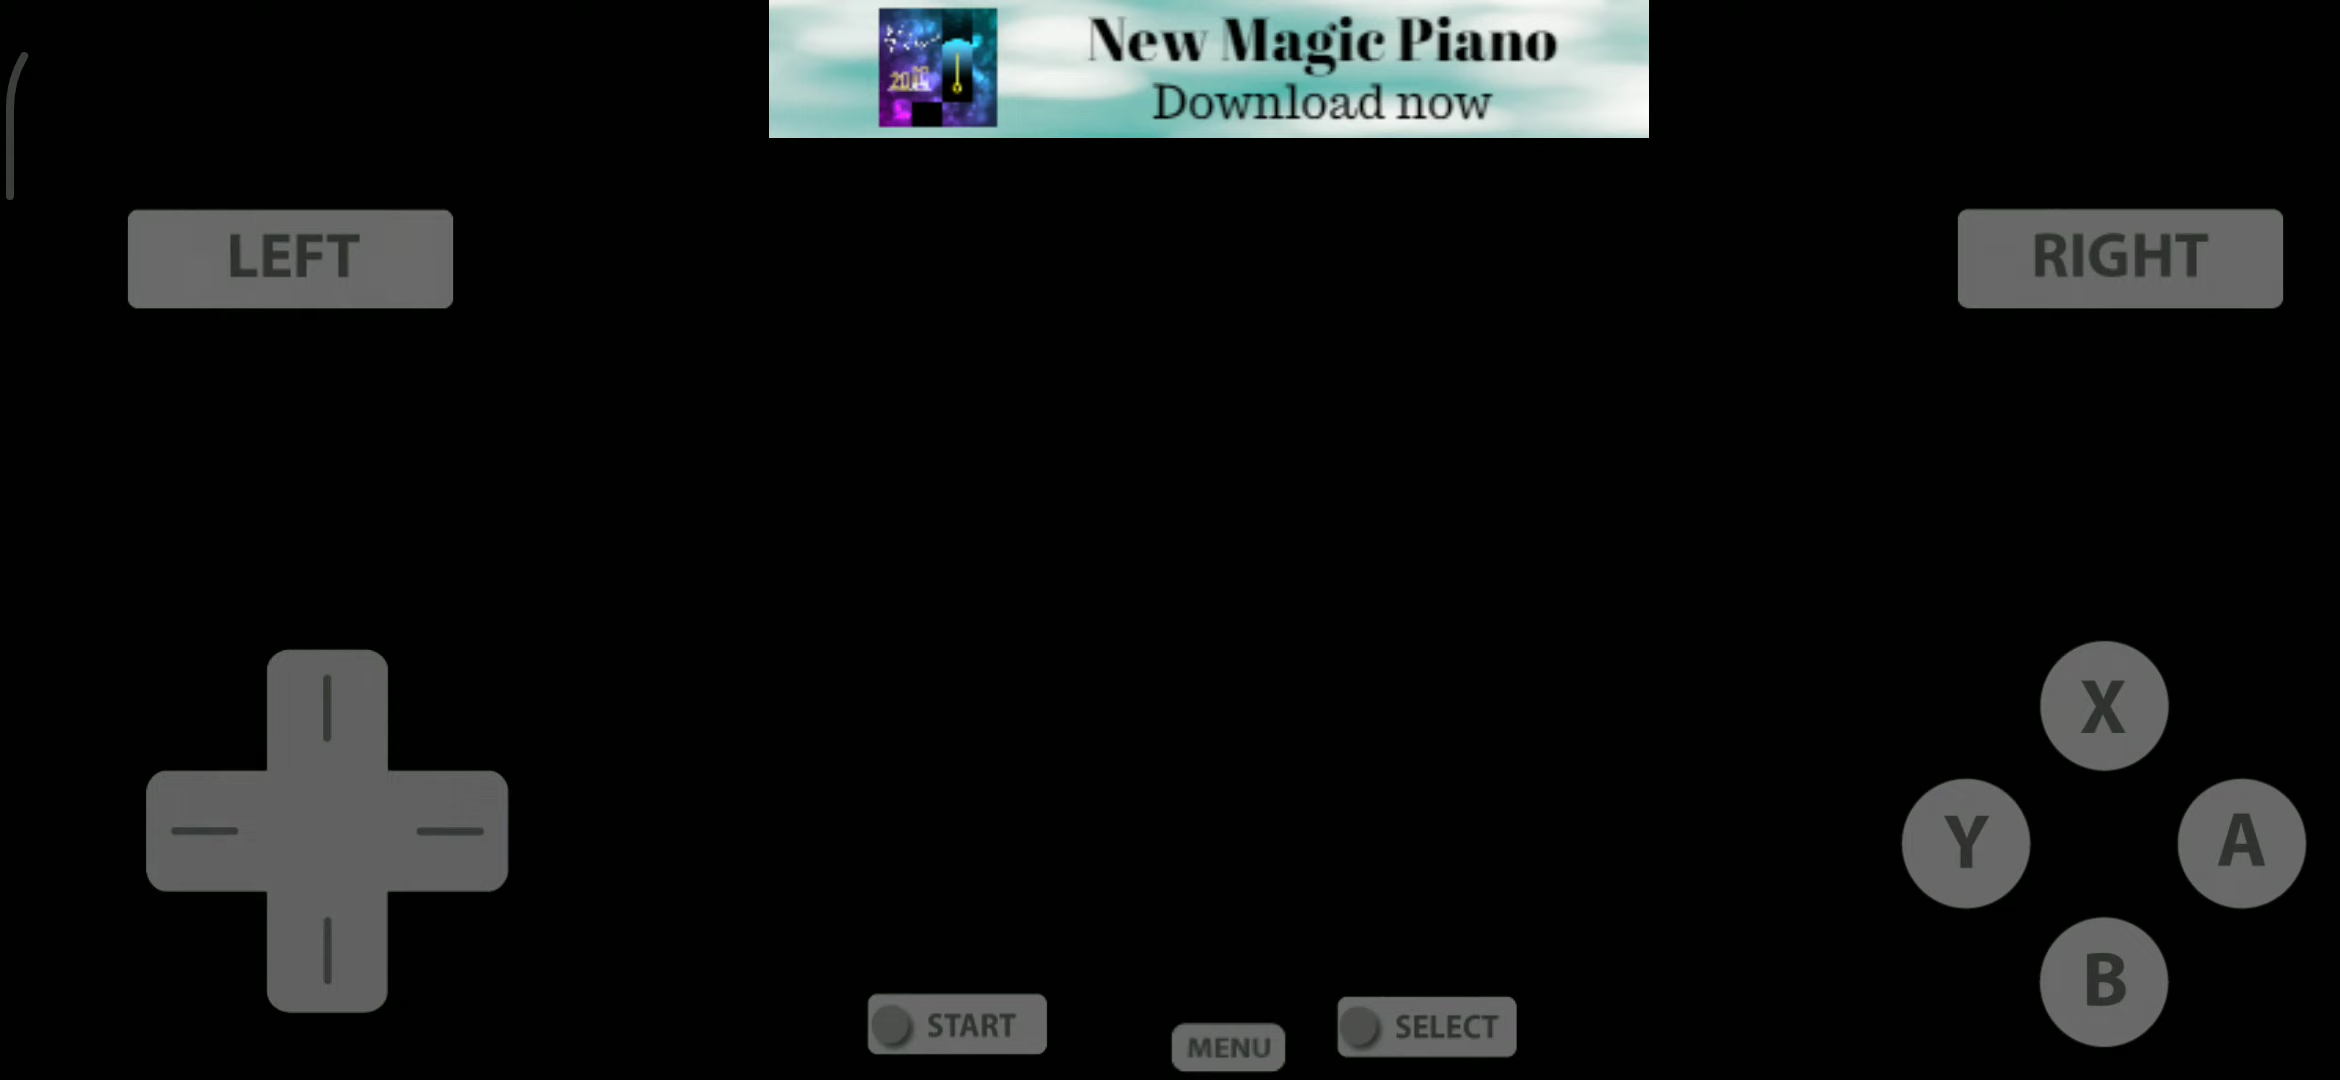 New Magic Piano
Download now
LEFT
RIGHT
X
Y
A
B
START
SELECT
MENU